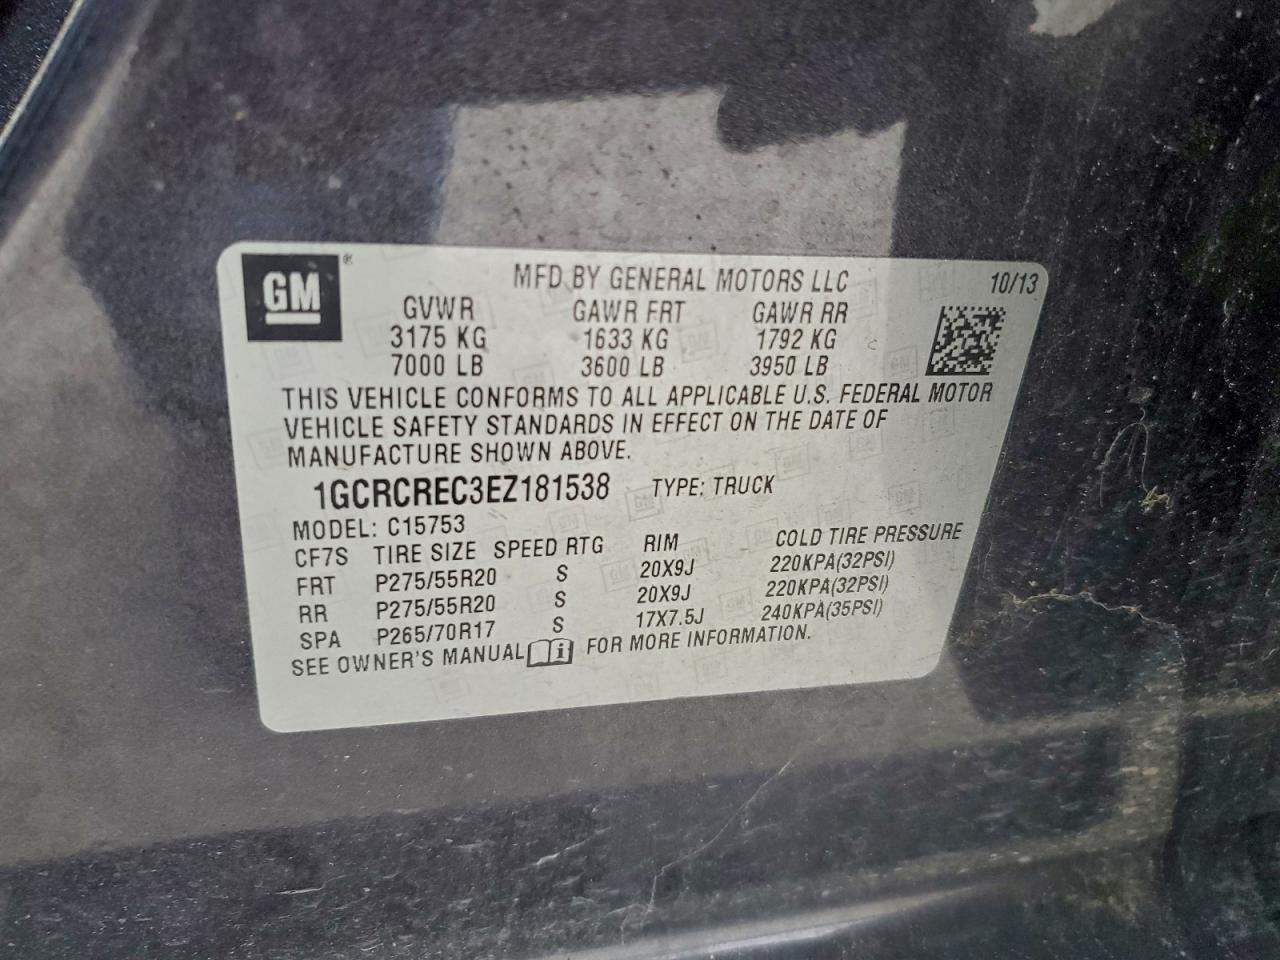 GM®
MFD BY GENERAL MOTORS LLC 10/13
GVWR GAWR FRT GAWR RR
3175 KG 1633 KG 1792 KG
7000 LB 3600 LB 3950 LB
THIS VEHICLE CONFORMS TO ALL APPLICABLE U.S. FEDERAL MOTOR
VEHICLE SAFETY STANDARDS IN EFFECT ON THE DATE OF
MANUFACTURE SHOWN ABOVE.
1GCRCREC3EZ181538 TYPE: TRUCK
MODEL: C15753
CF7S TIRE SIZE SPEED RTG RIM COLD TIRE PRESSURE
FRT P275/55R20 S 20X9J 220KPA(32PSI)
RR P275/55R20 S 20X9J 220KPA(32PSI)
SPA P265/70R17 S 17X7.5J 240KPA(35PSI)
SEE OWNER'S MANUAL i FOR MORE INFORMATION.